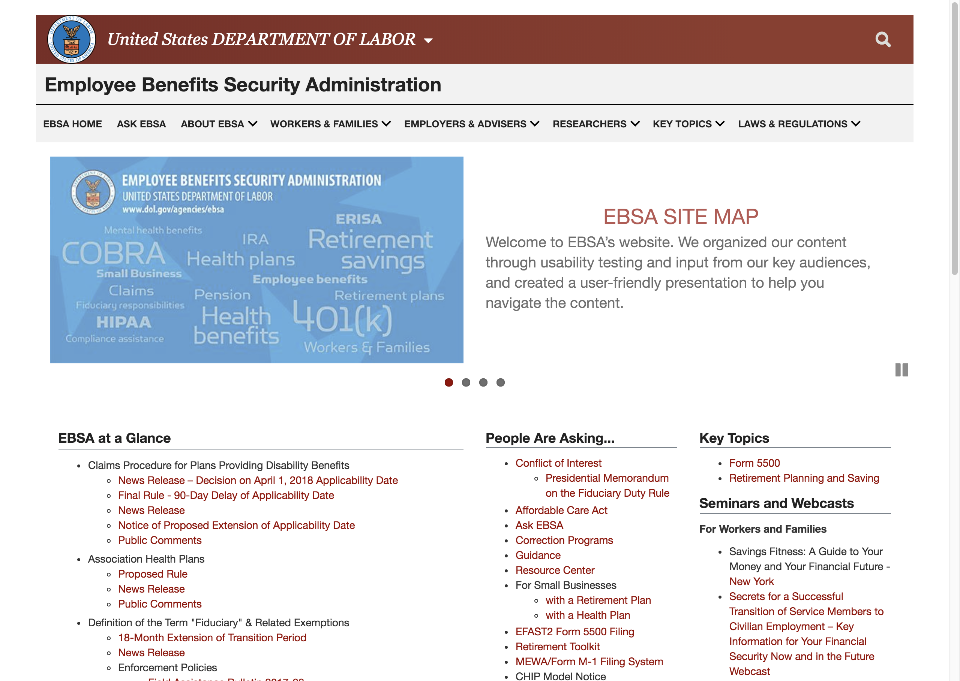 United States DEPARTMENT OF LABOR
Employee Benefits Security Administration
EBSA HOME ASK EBSA ABOUT EBSA WORKERS & FAMILIES EMPLOYERS & ADVISERS RESEARCHERS KEY TOPICS LAWS & REGULATIONS
EMPLOYEE BENEFITS SECURITY ADMINISTRATION
UNITED STATES DEPARTMENT OF LABOR
www.dol.gov/agencies/ebsa
ERISA
Mental health benefits
IRA
Retirement
savings
COBRA
Health plans
Small Business
Employee benefits
Claims
Pension
Retirement plans
Fiduciary responsibilities
HIPAA
Health
benefits
401(k)
Compliance assistance
Workers & Families
EBSA SITE MAP
Welcome to EBSA's website. We organized our content
through usability testing and input from our key audiences,
and created a user-friendly presentation to help you
navigate the content.
EBSA at a Glance
Claims Procedure for Plans Providing Disability Benefits
News Release – Decision on April 1, 2018 Applicability Date
Final Rule - 90-Day Delay of Applicability Date
News Release
Notice of Proposed Extension of Applicability Date
Public Comments
Association Health Plans
Proposed Rule
News Release
Public Comments
Definition of the Term "Fiduciary" & Related Exemptions
18-Month Extension of Transition Period
News Release
Enforcement Policies
People Are Asking...
Conflict of Interest
Presidential Memorandum
on the Fiduciary Duty Rule
Affordable Care Act
Ask EBSA
Correction Programs
Guidance
Resource Center
For Small Businesses
with a Retirement Plan
with a Health Plan
EFAST2 Form 5500 Filing
Retirement Toolkit
MEWA/Form M-1 Filing System
CHIP Model Notice
Key Topics
Form 5500
Retirement Planning and Saving
Seminars and Webcasts
For Workers and Families
Savings Fitness: A Guide to Your
Money and Your Financial Future -
New York
Secrets for a Successful
Transition of Service Members to
Civilian Employment – Key
Information for Your Financial
Security Now and in the Future
Webcast